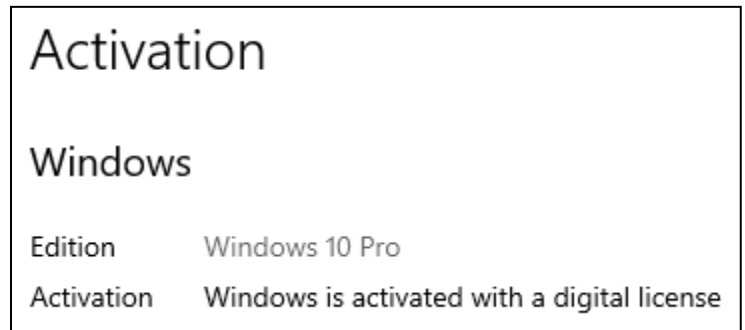 Activation
Windows
Edition Windows 10 Pro
Activation Windows is activated with a digital license